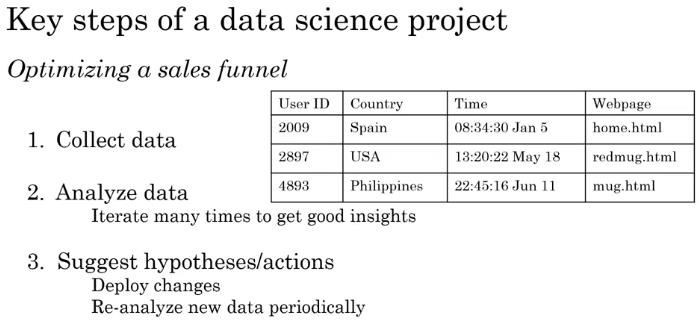 Key steps of a data science project
Optimizing a sales funnel
User ID Country Time Webpage
2009 Spain 08:34:30 Jan 5 home.html
2897 USA 13:20:22 May 18 redmug.html
4893 Philippines 22:45:16 Jun 11 mug.html
1. Collect data
2. Analyze data
Iterate many times to get good insights
3. Suggest hypotheses/actions
Deploy changes
Re-analyze new data periodically